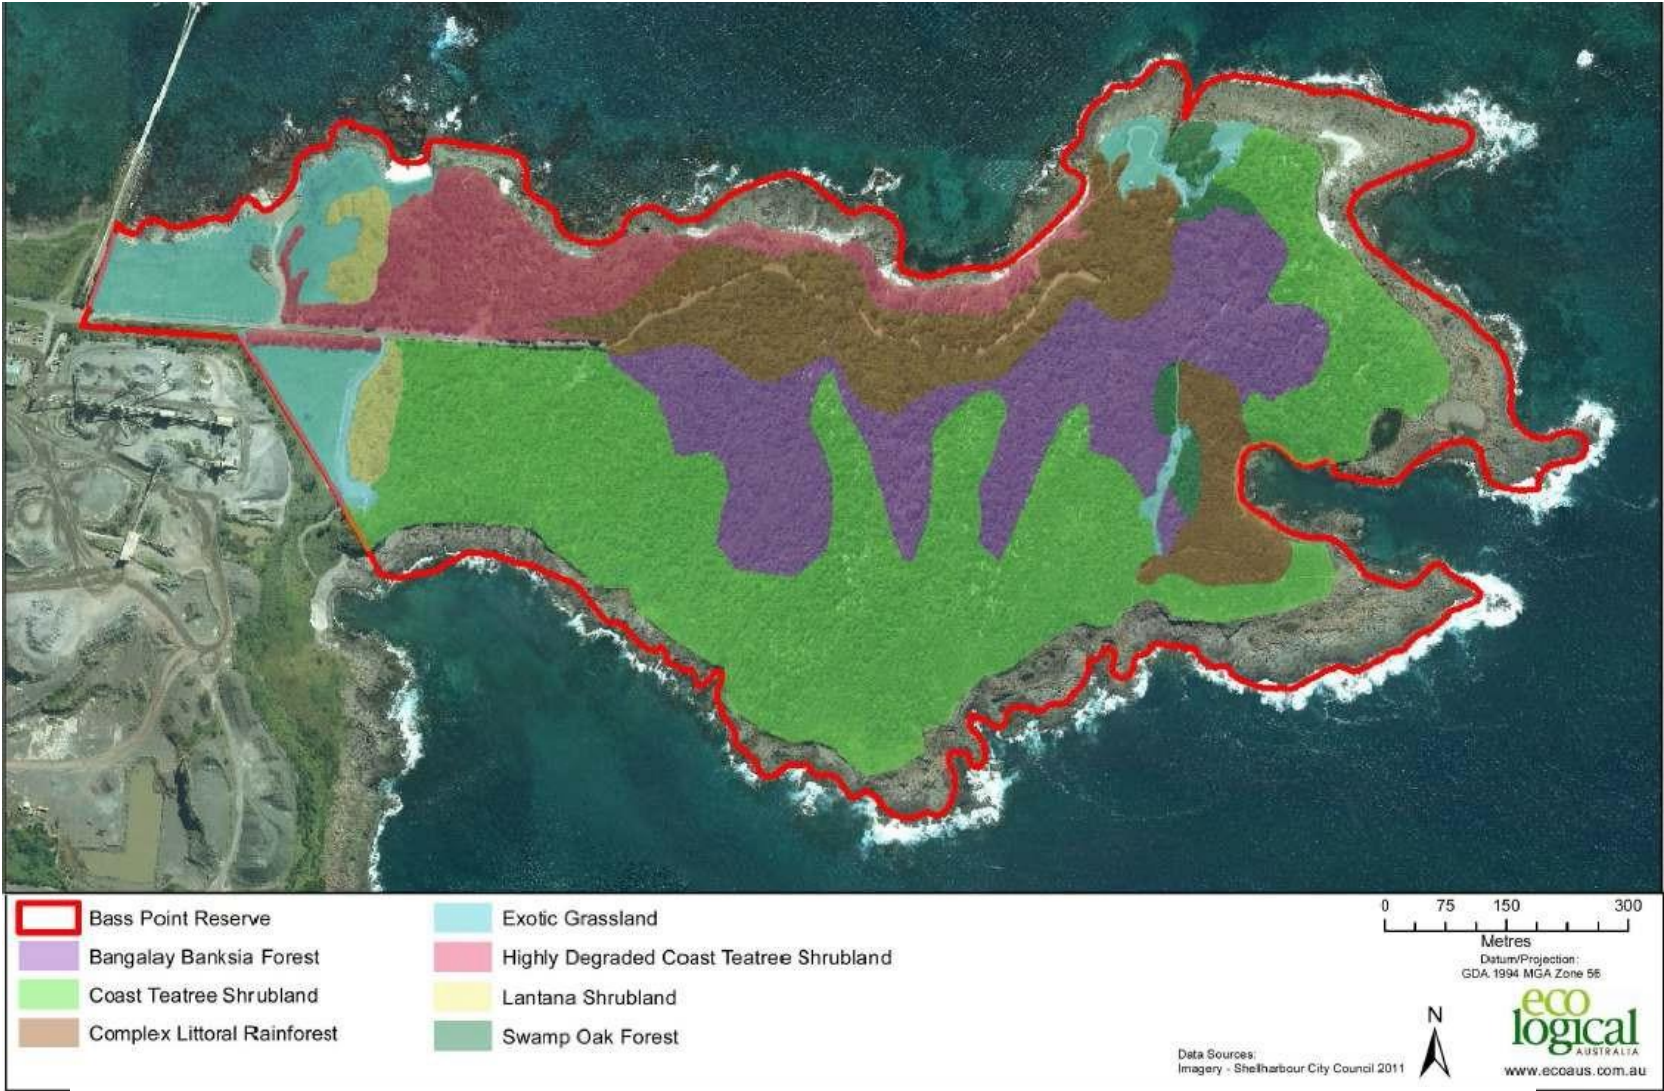 Bass Point Reserve
Bangalay Banksia Forest
Coast Teatree Shrubland
Complex Littoral Rainforest
Exotic Grassland
Highly Degraded Coast Teatree Shrubland
Lantana Shrubland
Swamp Oak Forest
0 75 150 300
Metres
Datum/Projection:
GDA 1994 MGA Zone 56
N
Data Sources:
Imagery - Shellharbour City Council 2011
eco
logical
AUSTRALIA
www.ecoaus.com.au